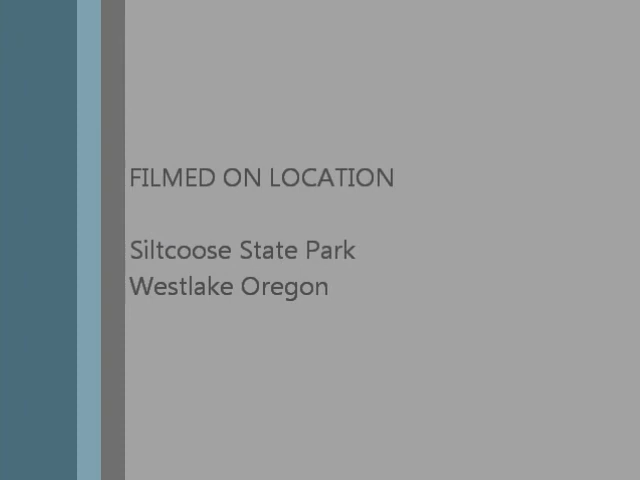 FILMED ON LOCATION
Siltcoose State Park
Westlake Oregon